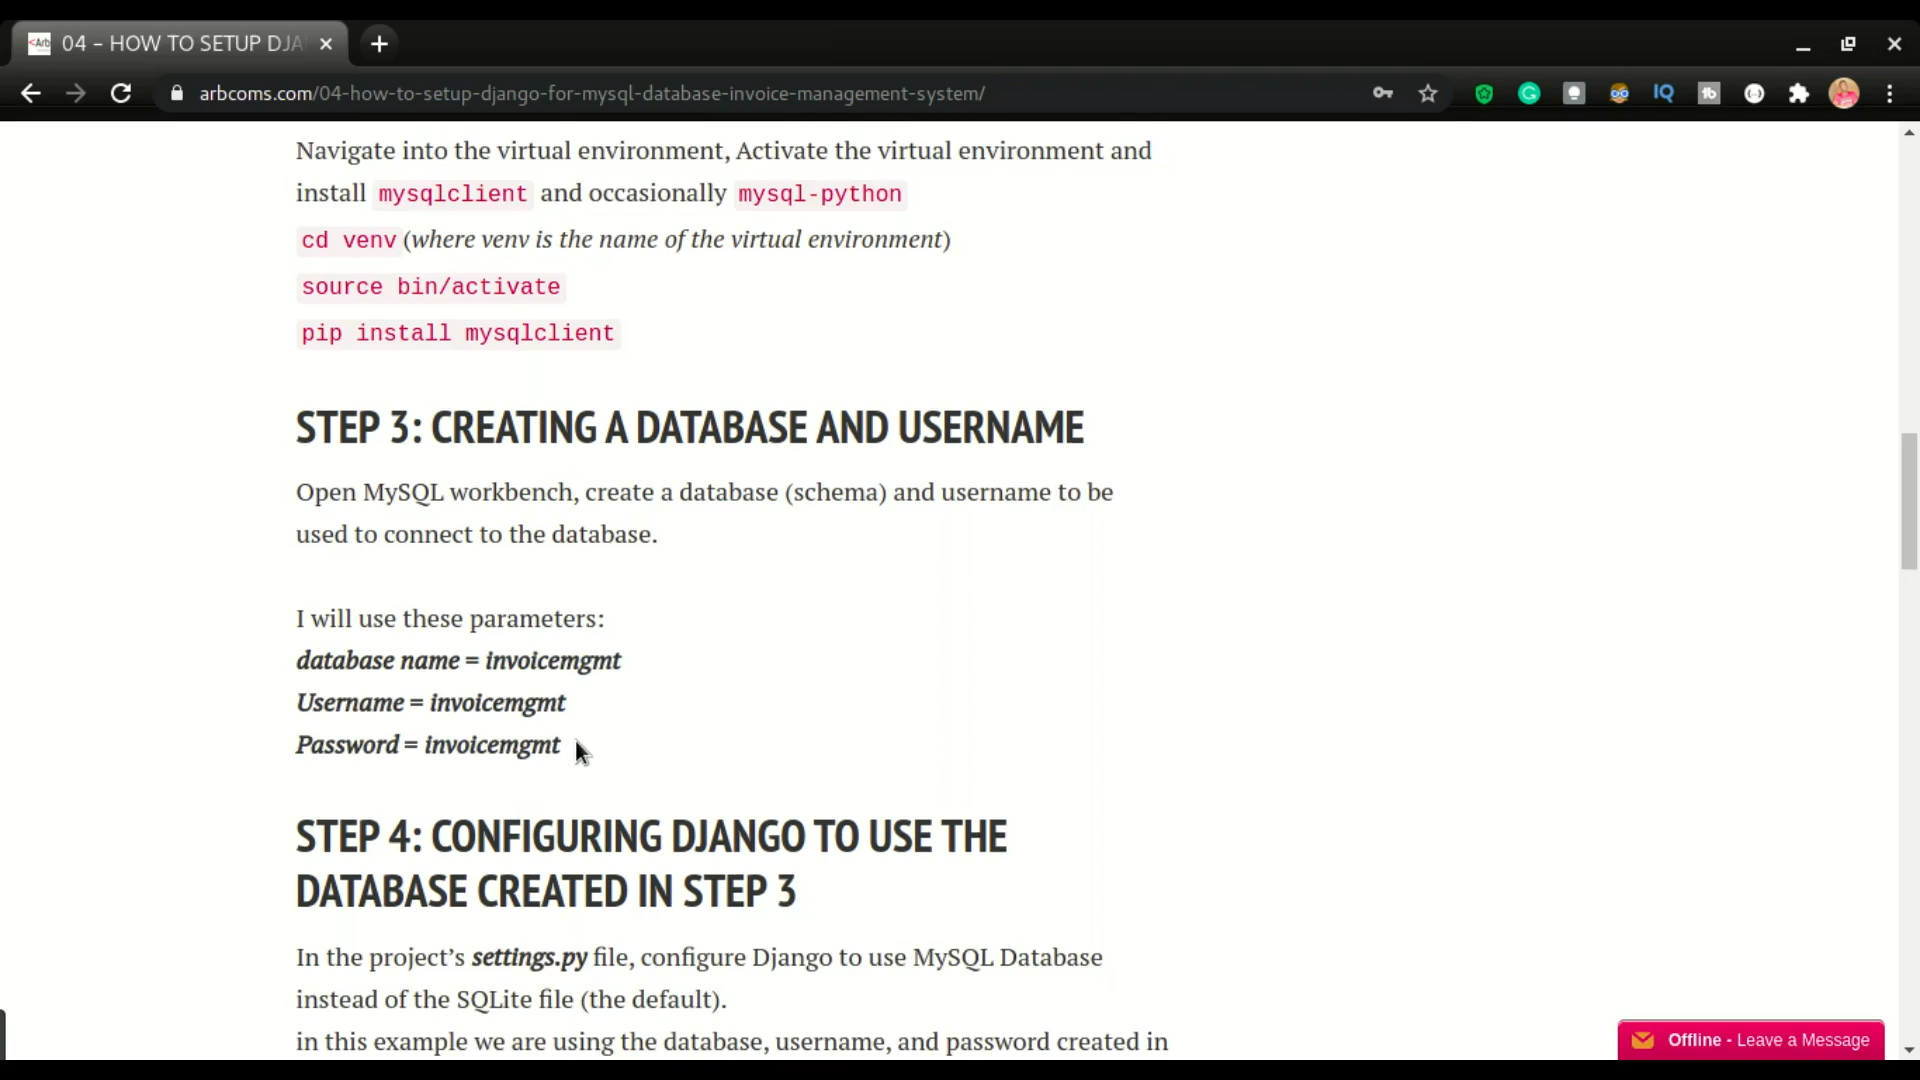 04 – HOW TO SETUP DJA
arbcoms.com/04-how-to-setup-django-for-mysql-database-invoice-management-system/
Navigate into the virtual environment, Activate the virtual environment and
install mysqlclient and occasionally mysql-python
cd venv(where venv is the name of the virtual environment)
source bin/activate
pip install mysqlclient
STEP 3: CREATING A DATABASE AND USERNAME
Open MySQL workbench, create a database (schema) and username to be
used to connect to the database.
I will use these parameters:
database name = invoicemgmt
Username = invoicemgmt
Password = invoicemgmt
STEP 4: CONFIGURING DJANGO TO USE THE
DATABASE CREATED IN STEP 3
In the project’s settings.py file, configure Django to use MySQL Database
instead of the SQLite file (the default).
in this example we are using the database, username, and password created in
Offline - Leave a Message